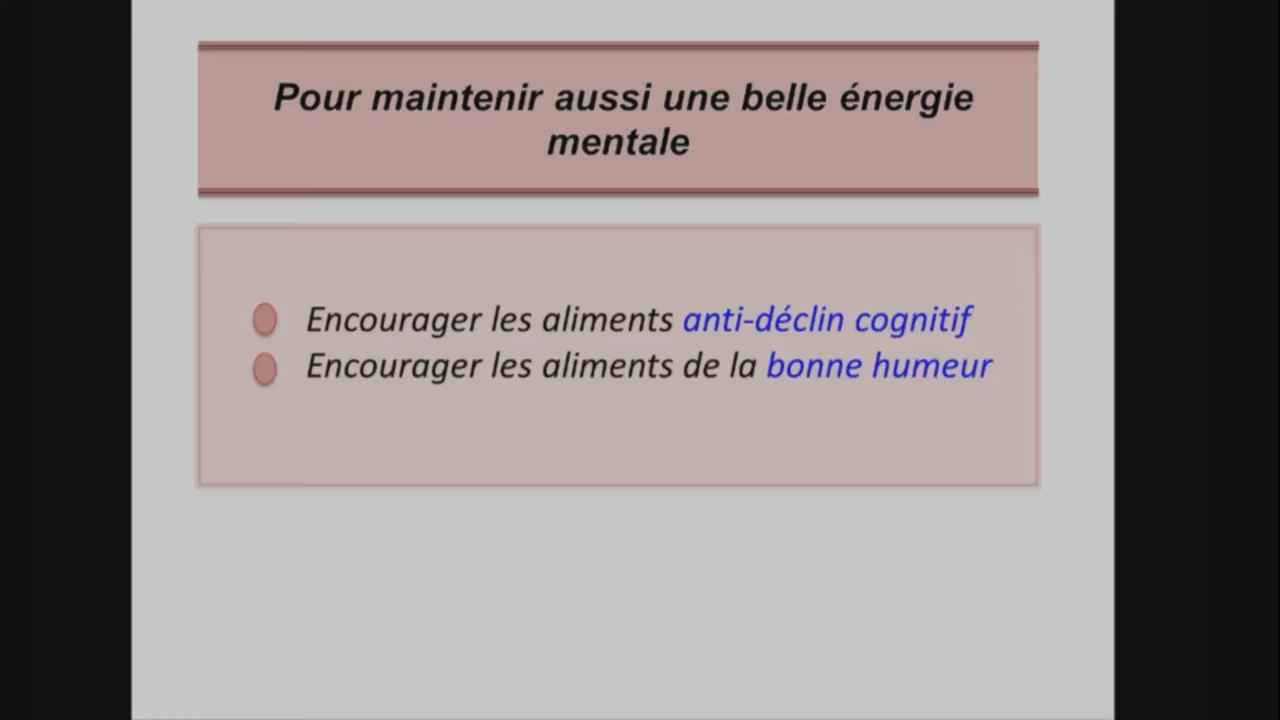 Pour maintenir aussi une belle énergie
mentale
Encourager les aliments anti-déclin cognitif
Encourager les aliments de la bonne humeur